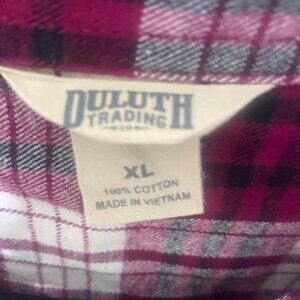 DULUTH
TRADING
CO
XL
100% COTTON
MADE IN VIETNAM